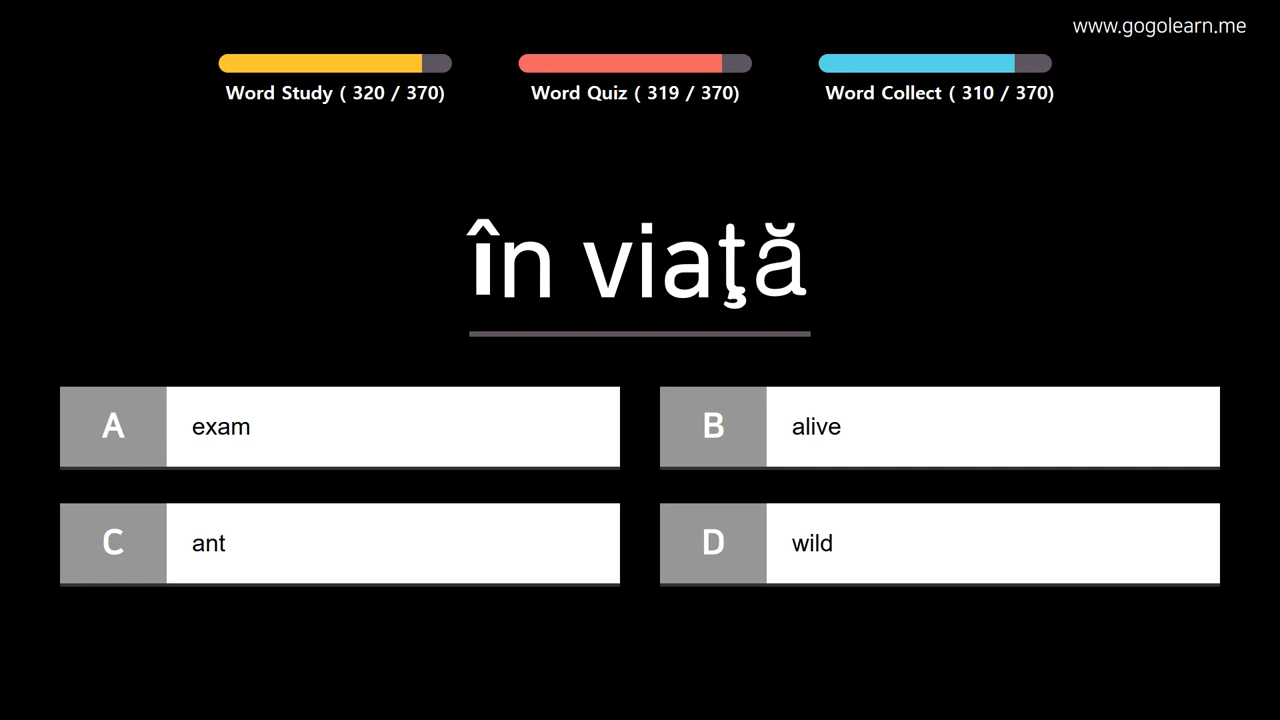 www.gogolearn.me
Word Study ( 320 / 370)
Word Quiz ( 319 / 370)
Word Collect ( 310 / 370)
în viaţă
A exam
B alive
C ant
D wild